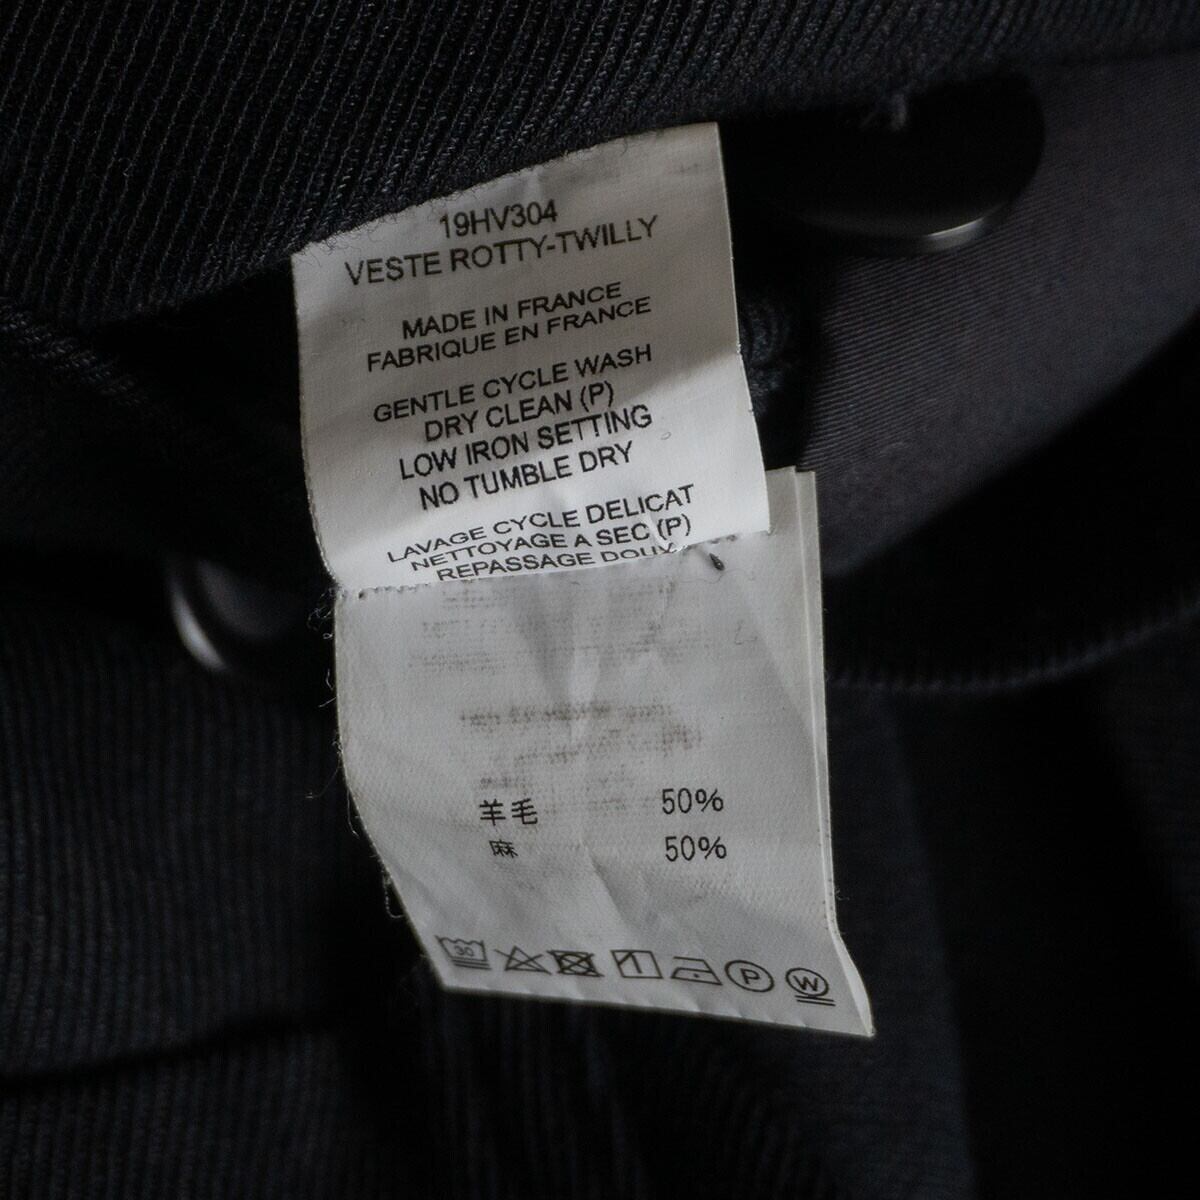 19HV304
VESTE ROTTY-TWILLY
MADE IN FRANCE
FABRIQUE EN FRANCE
GENTLE CYCLE WASH
DRY CLEAN (P)
LOW IRON SETTING
NO TUMBLE DRY
LAVAGE CYCLE DELICAT
NETTOYAGE A SEC (P)
REPASSAGE DOUX
羊毛 50%
麻 50%
30 P W